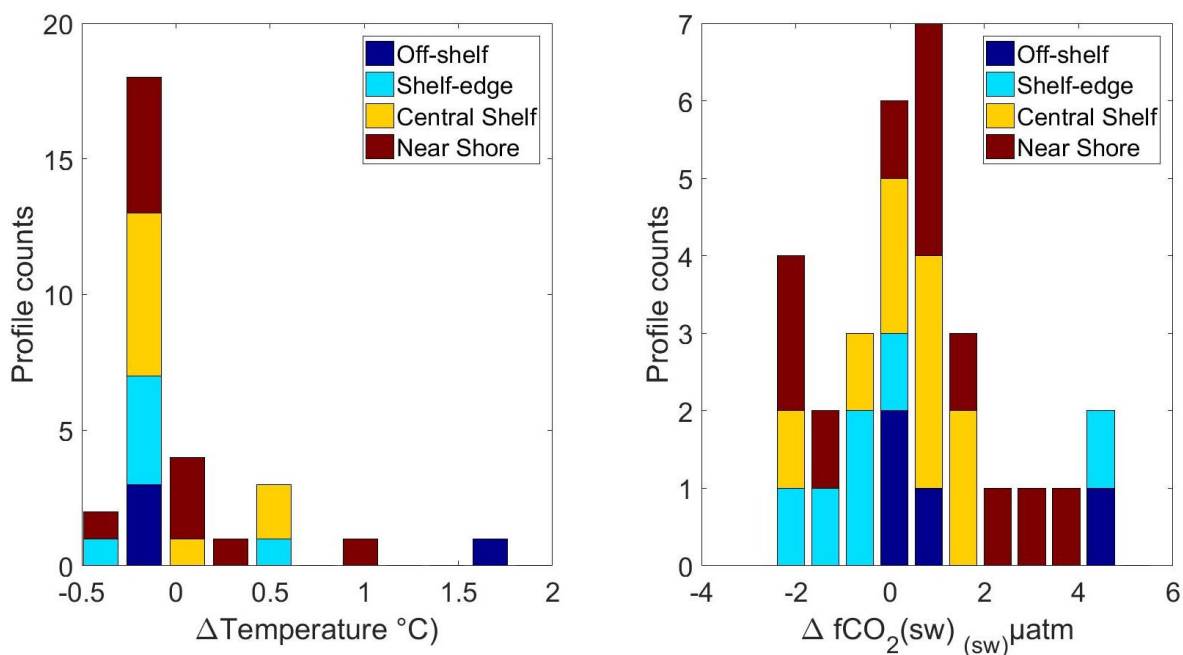 20
15
10
5
0
Profile counts
-0.5 0 0.5 1 1.5 2
ΔTemperature °C)
Off-shelf
Shelf-edge
Central Shelf
Near Shore
7
6
5
4
3
2
1
0
Profile counts
-4 -2 0 2 4 6
Δ fCO₂(sw) (sw)µatm
Off-shelf
Shelf-edge
Central Shelf
Near Shore